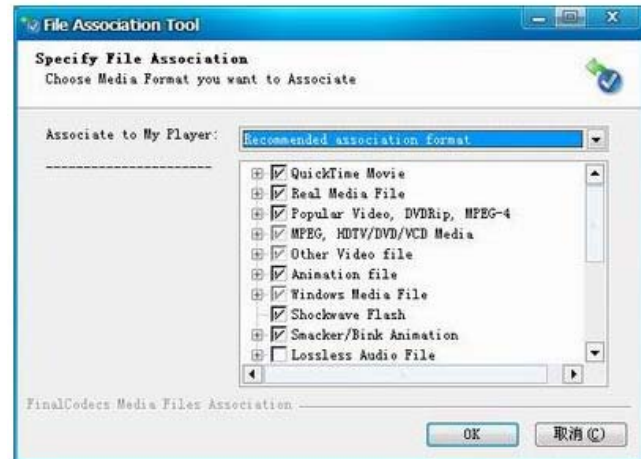 File Association Tool
Specify File Association
Choose Media Format you want to Associate
Associate to My Player:
Recommended association format
QuickTime Movie
Real Media File
Popular Video, DVDRip, MPEG-4
MPEG, HDTV/DVD/VCD Media
Other Video file
Animation file
Windows Media File
Shockwave Flash
Smacker/Bink Animation
Lossless Audio File
FinalCodecs Media Files Association
OK
取消(C)